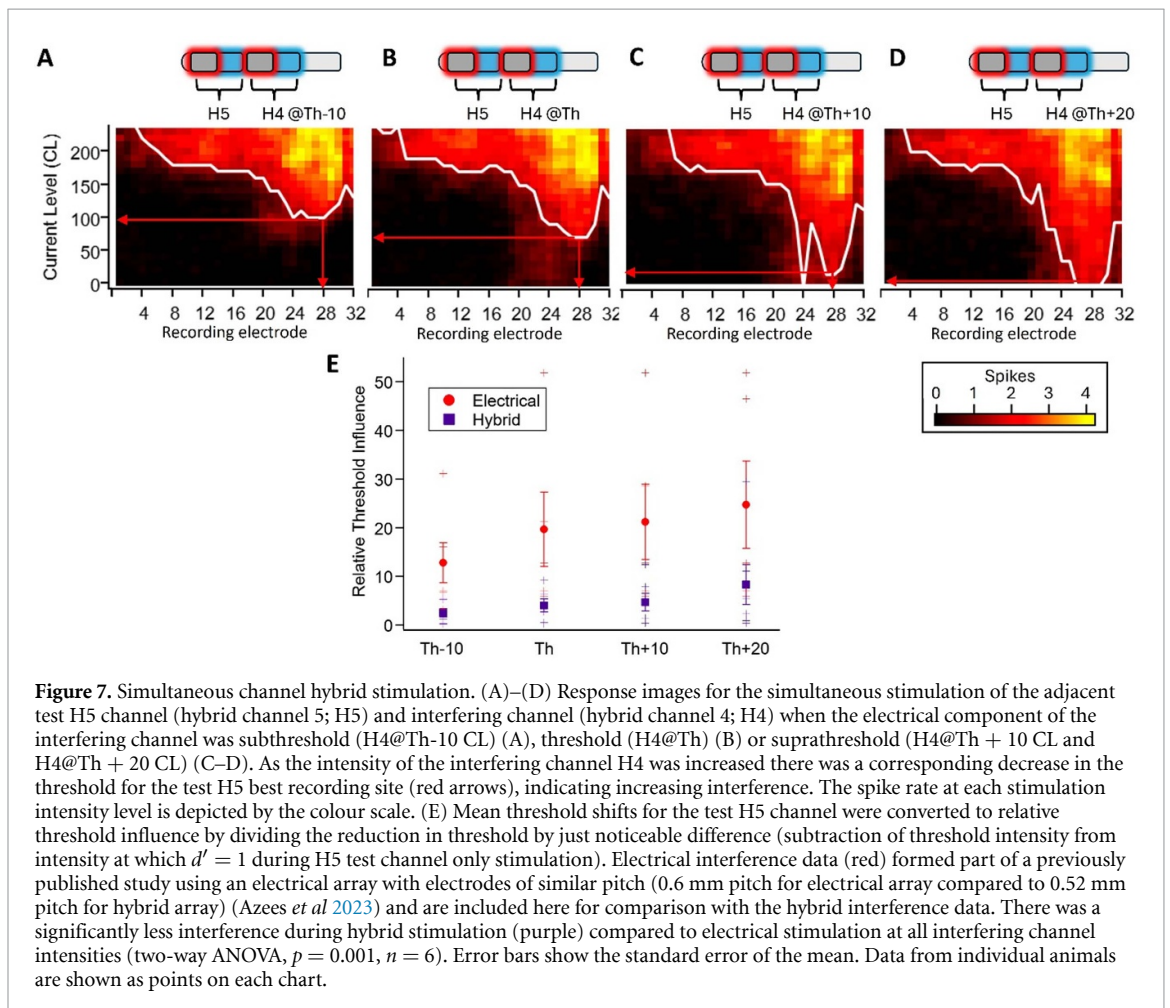 A
B
C
D
H5
H4 @Th-10
H5
H4 @Th
H5
H4 @Th+10
H5
H4 @Th+20
Current Level (CL)
200
150
100
50
0
4 8 12 16 20 24 28 32
4 8 12 16 20 24 28 32
4 8 12 16 20 24 28 32
4 8 12 16 20 24 28 32
Recording electrode
Recording electrode
Recording electrode
Recording electrode
E
Spikes
0 1 2 3 4
Relative Threshold Influence
50
40
30
20
10
0
Electrical
Hybrid
Th-10
Th
Th+10
Th+20
Figure 7. Simultaneous channel hybrid stimulation. (A)–(D) Response images for the simultaneous stimulation of the adjacent
test H5 channel (hybrid channel 5; H5) and interfering channel (hybrid channel 4; H4) when the electrical component of the
interfering channel was subthreshold (H4@Th-10 CL) (A), threshold (H4@Th) (B) or suprathreshold (H4@Th + 10 CL and
H4@Th + 20 CL) (C–D). As the intensity of the interfering channel H4 was increased there was a corresponding decrease in the
threshold for the test H5 best recording site (red arrows), indicating increasing interference. The spike rate at each stimulation
intensity level is depicted by the colour scale. (E) Mean threshold shifts for the test H5 channel were converted to relative
threshold influence by dividing the reduction in threshold by just noticeable difference (subtraction of threshold intensity from
intensity at which d′ = 1 during H5 test channel only stimulation). Electrical interference data (red) formed part of a previously
published study using an electrical array with electrodes of similar pitch (0.6 mm pitch for electrical array compared to 0.52 mm
pitch for hybrid array) (Azees et al 2023) and are included here for comparison with the hybrid interference data. There was a
significantly less interference during hybrid stimulation (purple) compared to electrical stimulation at all interfering channel
intensities (two-way ANOVA, p = 0.001, n = 6). Error bars show the standard error of the mean. Data from individual animals
are shown as points on each chart.